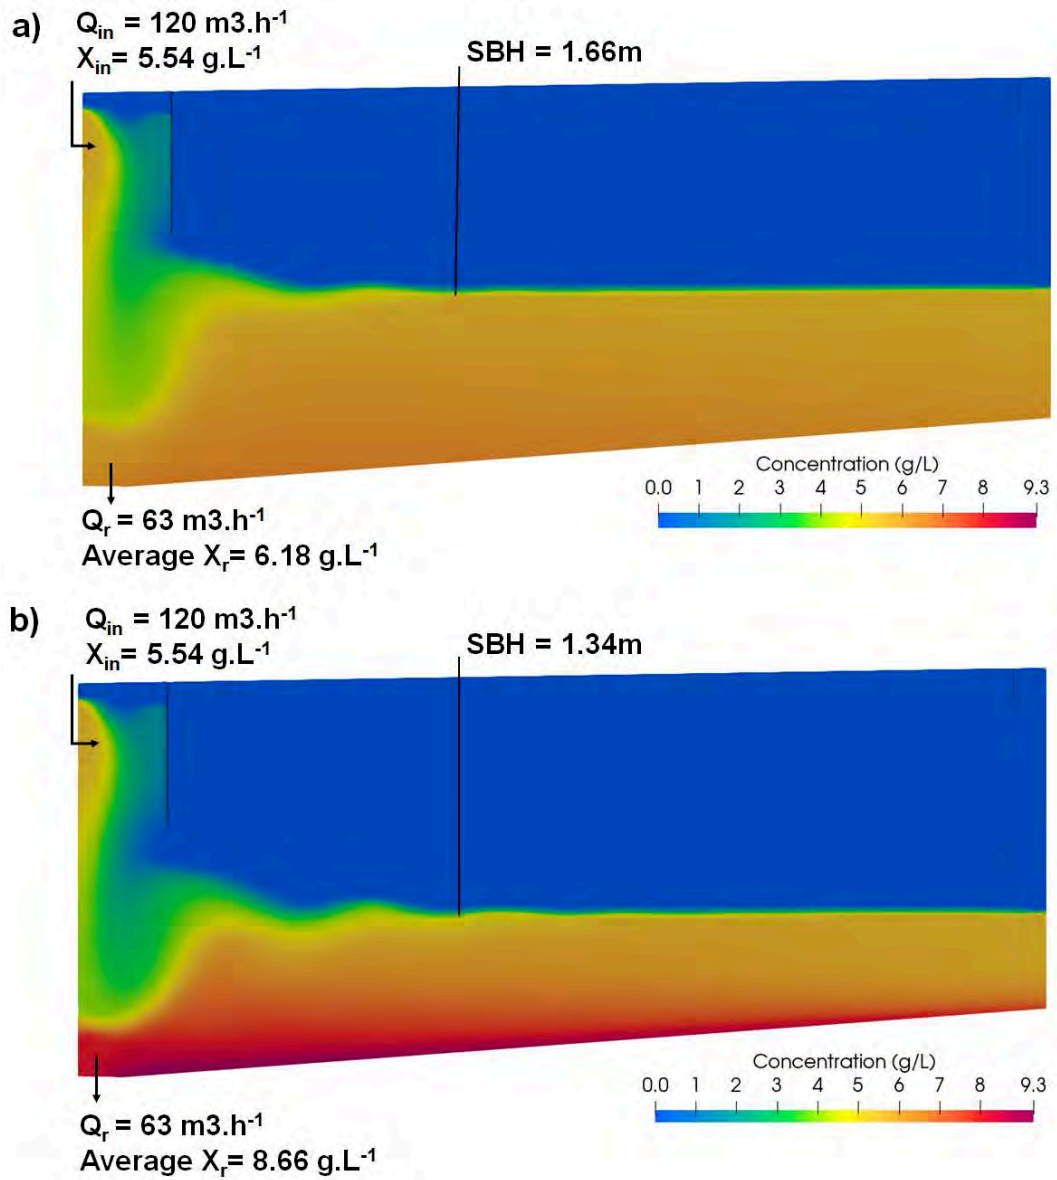 a)
Qin = 120 m3.h-1
Xin= 5.54 g.L-1
SBH = 1.66m
Concentration (g/L)
0.0 1 2 3 4 5 6 7 8 9.3
Qr = 63 m3.h-1
Average Xr= 6.18 g.L-1
b)
Qin = 120 m3.h-1
Xin= 5.54 g.L-1
SBH = 1.34m
Concentration (g/L)
0.0 1 2 3 4 5 6 7 8 9.3
Qr = 63 m3.h-1
Average Xr= 8.66 g.L-1